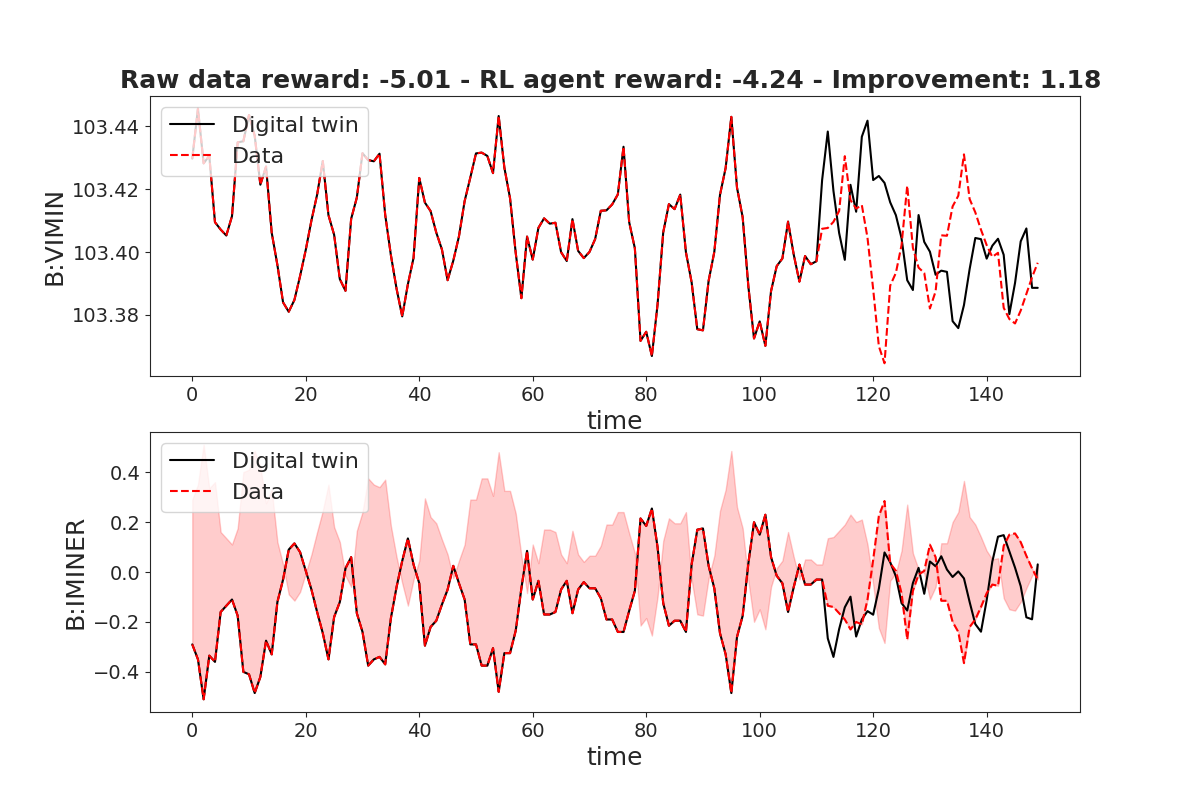 Raw data reward: -5.01 - RL agent reward: -4.24 - Improvement: 1.18
B:VIMIN
103.44
103.42
103.40
103.38
Digital twin
Data
0 20 40 60 80 100 120 140
time
B:IMINER
0.4
0.2
0.0
−0.2
−0.4
Digital twin
Data
0 20 40 60 80 100 120 140
time